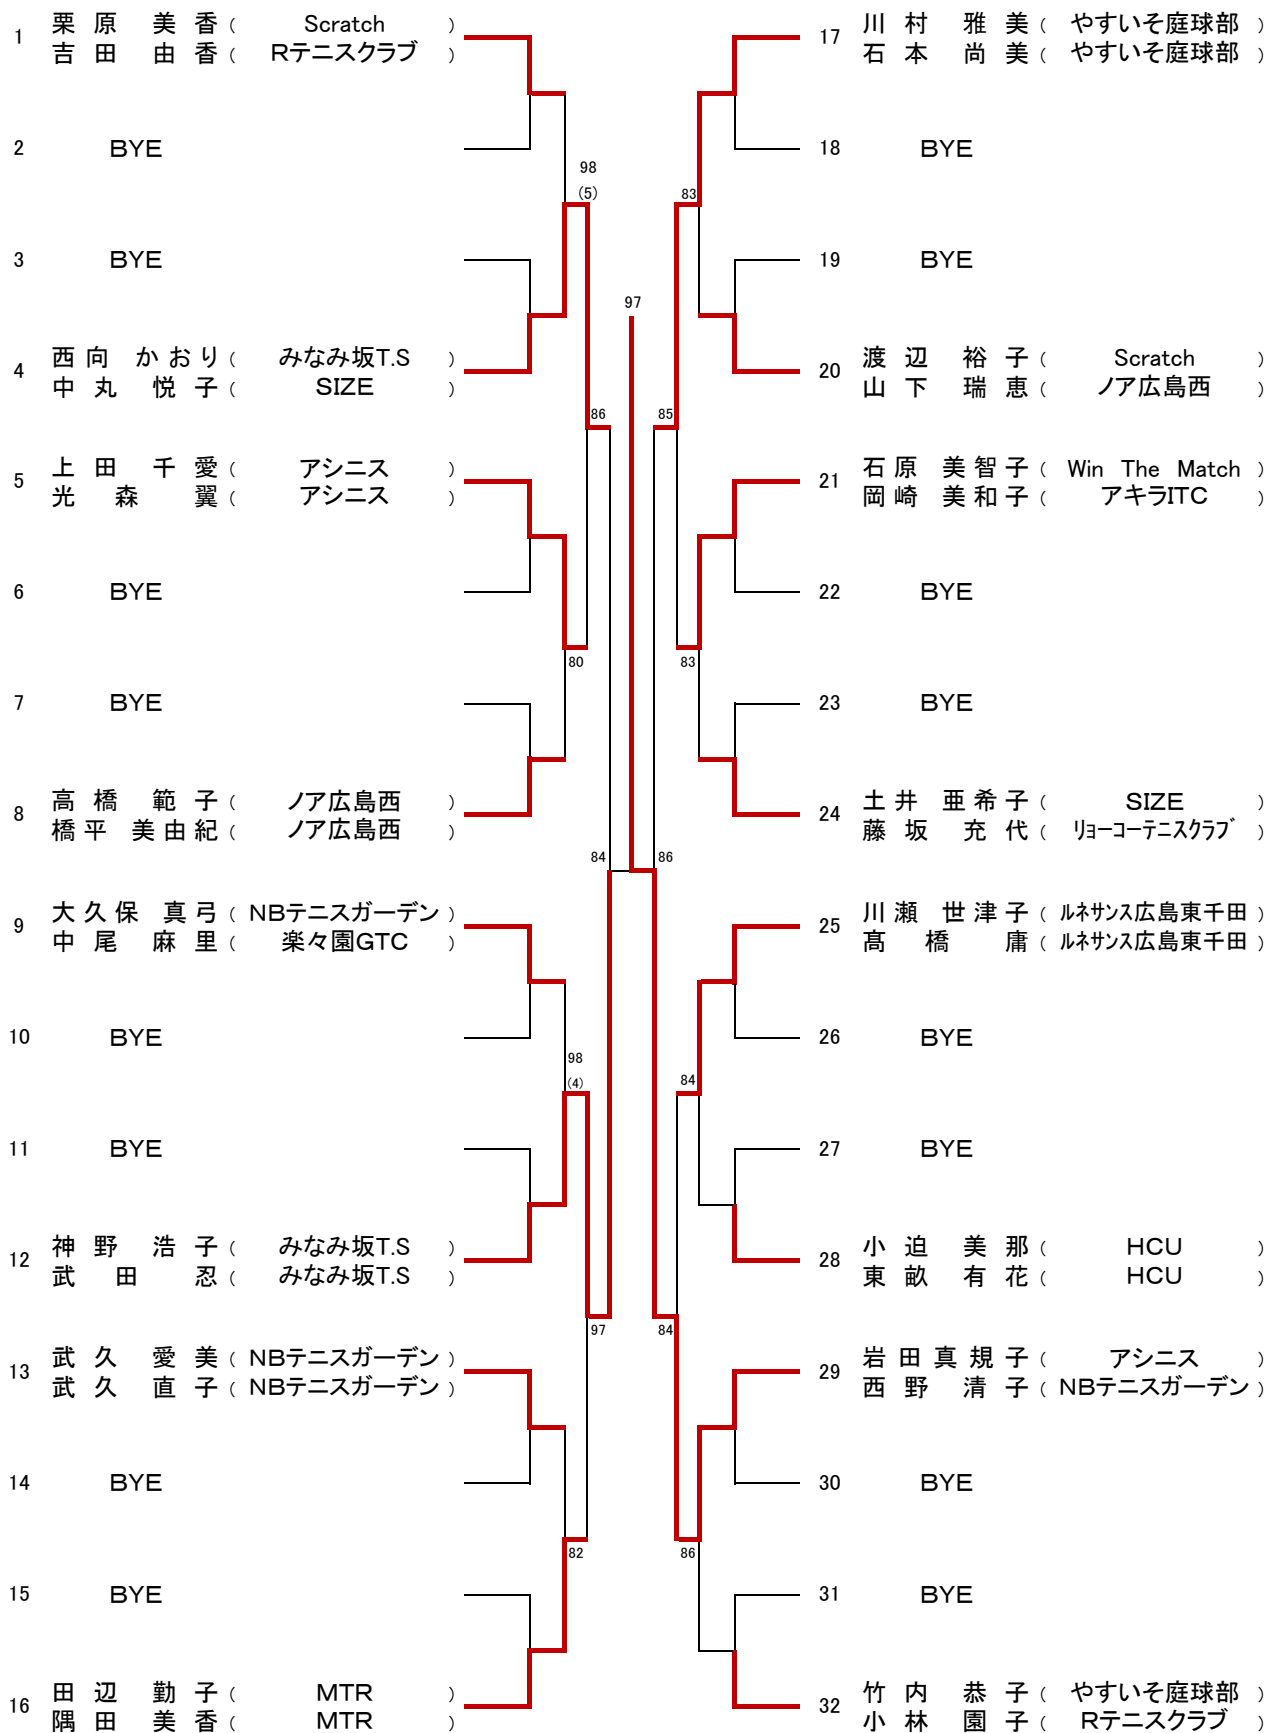 1 栗原 美香 ( Scratch )
吉田 由香 ( Rテニスクラブ )
2 BYE
3 BYE
4 西向 かおり ( みなみ坂T.S )
中丸 悦子 ( SIZE )
5 上田 千愛 ( アシニス )
光森 翼 ( アシニス )
6 BYE
7 BYE
8 高橋 範子 ( ノア広島西 )
橋平 美由紀 ( ノア広島西 )
9 大久保 真弓 ( NBテニスガーデン )
中尾 麻里 ( 楽々園GTC )
10 BYE
11 BYE
12 神野 浩子 ( みなみ坂T.S )
武田 忍 ( みなみ坂T.S )
13 武久 愛美 ( NBテニスガーデン )
武久 直子 ( NBテニスガーデン )
14 BYE
15 BYE
16 田辺 勤子 ( MTR )
隅田 美香 ( MTR )
98
(5)
86
80
84
98
(4)
97
82
97
83
85
83
86
84
84
86
17 川村 雅美 ( やすいそ庭球部 )
石本 尚美 ( やすいそ庭球部 )
18 BYE
19 BYE
20 渡辺 裕子 ( Scratch )
山下 瑞恵 ( ノア広島西 )
21 石原 美智子 ( Win The Match )
岡崎 美和子 ( アキラITC )
22 BYE
23 BYE
24 土井 亜希子 ( SIZE )
藤坂 充代 ( リョーコーテニスクラブ )
25 川瀬 世津子 ( ルネサンス広島東千田 )
髙橋 庸 ( ルネサンス広島東千田 )
26 BYE
27 BYE
28 小迫 美那 ( HCU )
東畝 有花 ( HCU )
29 岩田真規子 ( アシニス )
西野 清子 ( NBテニスガーデン )
30 BYE
31 BYE
32 竹内 恭子 ( やすいそ庭球部 )
小林 園子 ( Rテニスクラブ )